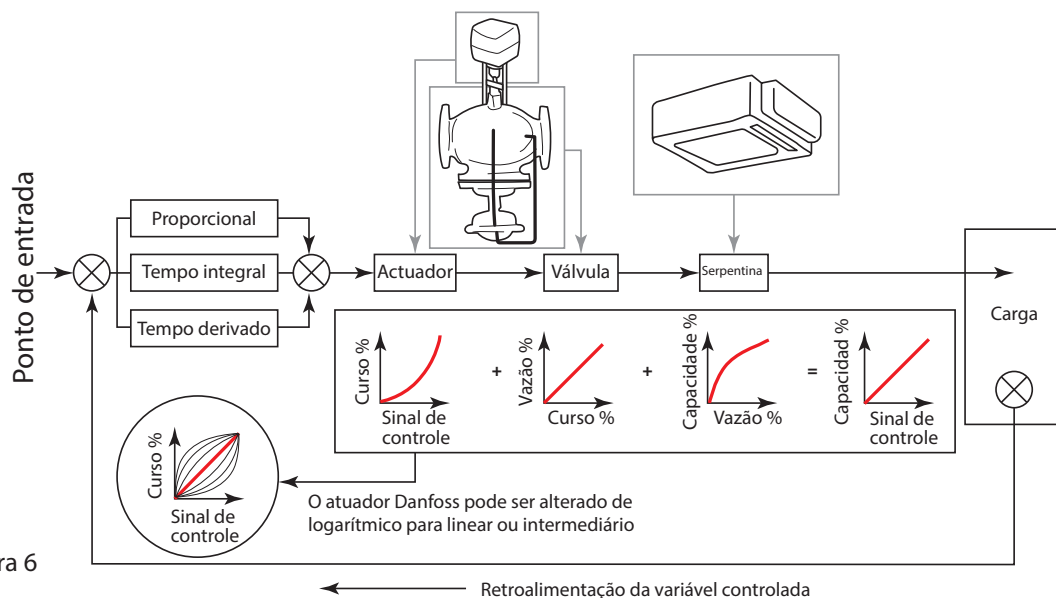 Ponto de entrada
Proporcional
Tempo integral
Tempo derivado
Actuador
Válvula
Serpentina
Carga
Curso %
Sinal de
controle
+
Vazão %
Curso %
+
Capacidade %
Vazão %
=
Capacidad %
Sinal de
controle
Curso %
Sinal de
controle
O atuador Danfoss pode ser alterado de
logarítmico para linear ou intermediário
ra 6
Retroalimentação da variável controlada